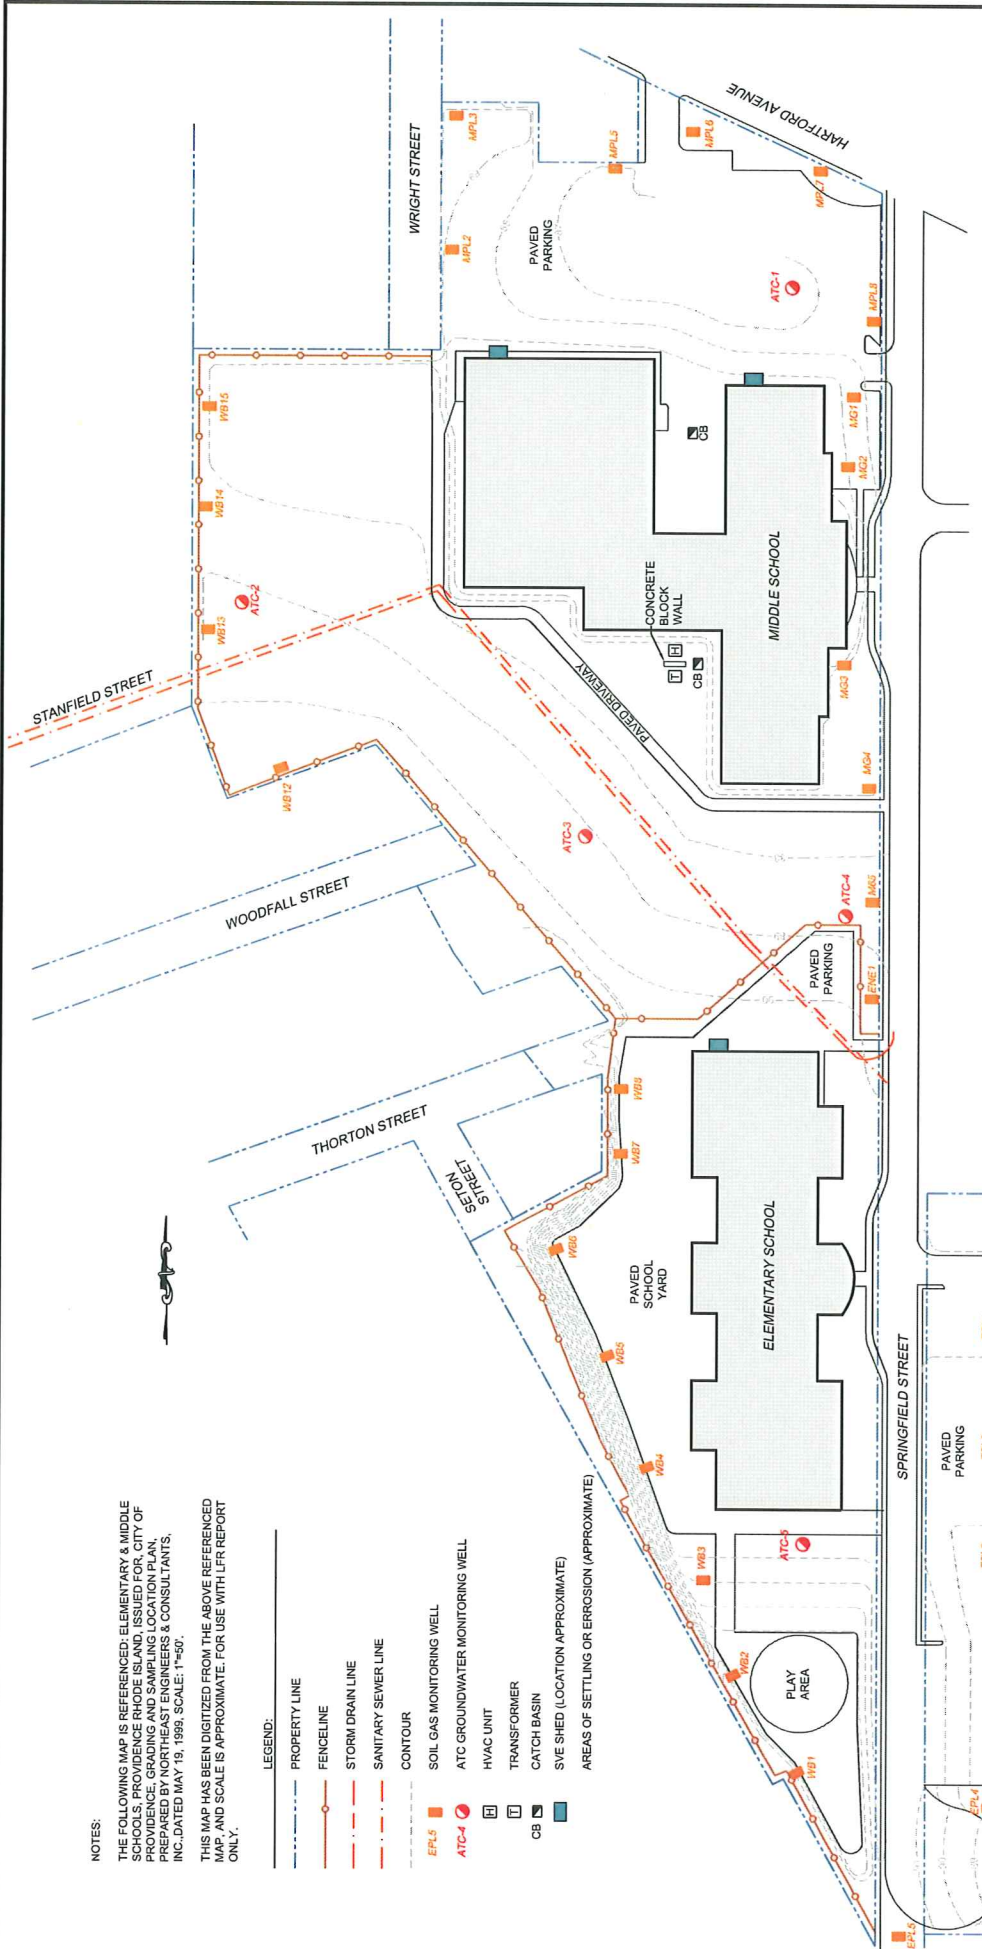 NOTES:
THE FOLLOWING MAP IS REFERENCED: ELEMENTARY & MIDDLE
SCHOOLS, PROVIDENCE RHODE ISLAND, ISSUED FOR, CITY OF
PROVIDENCE, GRADING AND SAMPLING LOCATION PLAN,
PREPARED BY NORTHEAST ENGINEERS & CONSULTANTS,
INC.,DATED MAY 19, 1999, SCALE: 1"=50'.
THIS MAP HAS BEEN DIGITIZED FROM THE ABOVE REFERENCED
MAP, AND SCALE IS APPROXIMATE. FOR USE WITH LFR REPORT
ONLY.
LEGEND:
PROPERTY LINE
FENCELINE
STORM DRAIN LINE
SANITARY SEWER LINE
CONTOUR
EPL5 SOIL GAS MONITORING WELL
ATC-4 ATC GROUNDWATER MONITORING WELL
H HVAC UNIT
T TRANSFORMER
CB CATCH BASIN
SVE SHED (LOCATION APPROXIMATE)
AREAS OF SETTLING OR ERROSION (APPROXIMATE)
STANFIELD STREET
WOODFALL STREET
THORTON STREET
SETON
STREET
WRIGHT STREET
HARTFORD AVENUE
SPRINGFIELD STREET
WB15
WB14
WB13
ATC-2
WB12
MPL3
MPL2
MPL5
MPL6
MPL7
MPL8
PAVED
PARKING
ATC-1
MG1
MG2
MG3
MG4
CB
CONCRETE
BLOCK
WALL
T
H
CB
MIDDLE SCHOOL
PAVED DRIVEWAY
ATC-3
ATC-4
MG5
ENE1
PAVED
PARKING
WB8
WB7
WB6
WB5
WB4
WB3
WB2
WB1
PAVED
SCHOOL
YARD
ELEMENTARY SCHOOL
ATC-5
PLAY
AREA
PAVED
PARKING
EPL4
EPL5